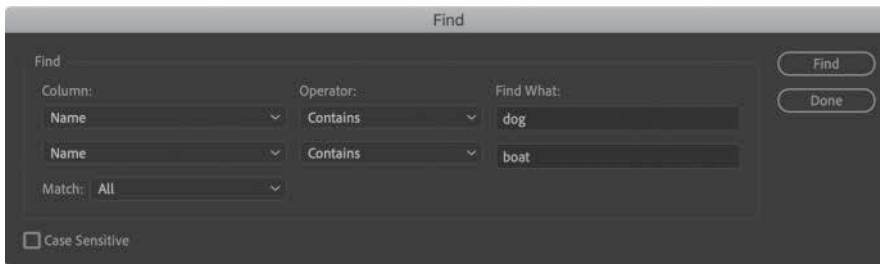 Find
Find
Find
Column:
Operator:
Find What:
Name
Contains
dog
Done
Name
Contains
boat
Match: All
Case Sensitive